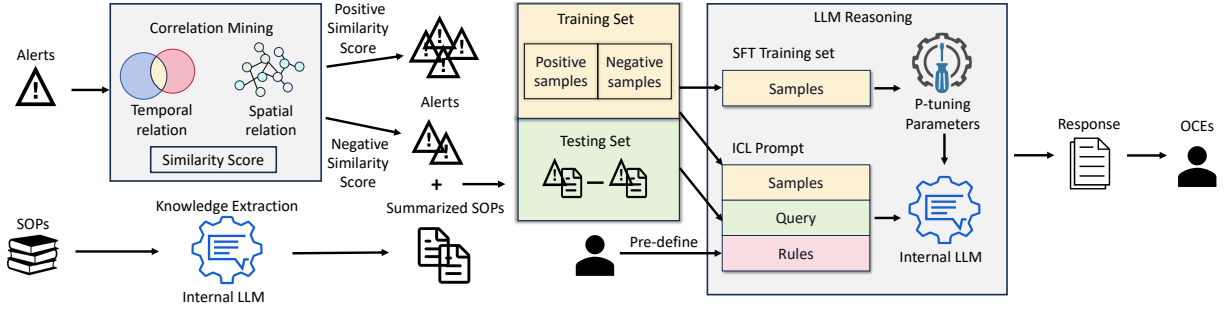 Alerts
Correlation Mining
Temporal
relation
Spatial
relation
Similarity Score
Positive
Similarity
Score
Alerts
Negative
Similarity
Score
+
SOPs
Knowledge Extraction
Internal LLM
Summarized SOPs
Training Set
Positive
samples
Negative
samples
Testing Set
Pre-define
LLM Reasoning
SFT Training set
Samples
P-tuning
Parameters
ICL Prompt
Samples
Query
Rules
Internal LLM
Response
OCEs